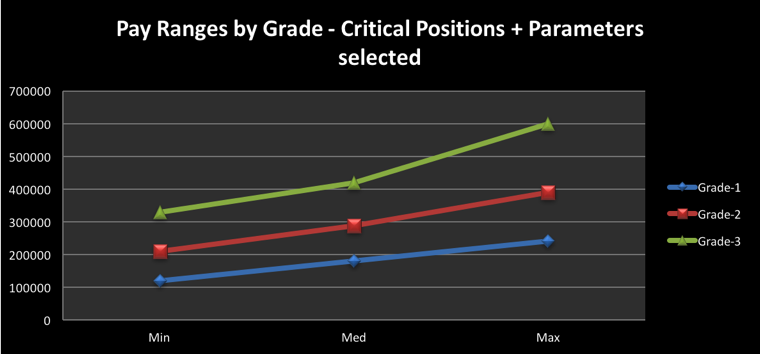 Pay Ranges by Grade - Critical Positions + Parameters
selected
700000
600000
500000
400000
300000
200000
100000
0
Min
Med
Max
Grade-1
Grade-2
Grade-3